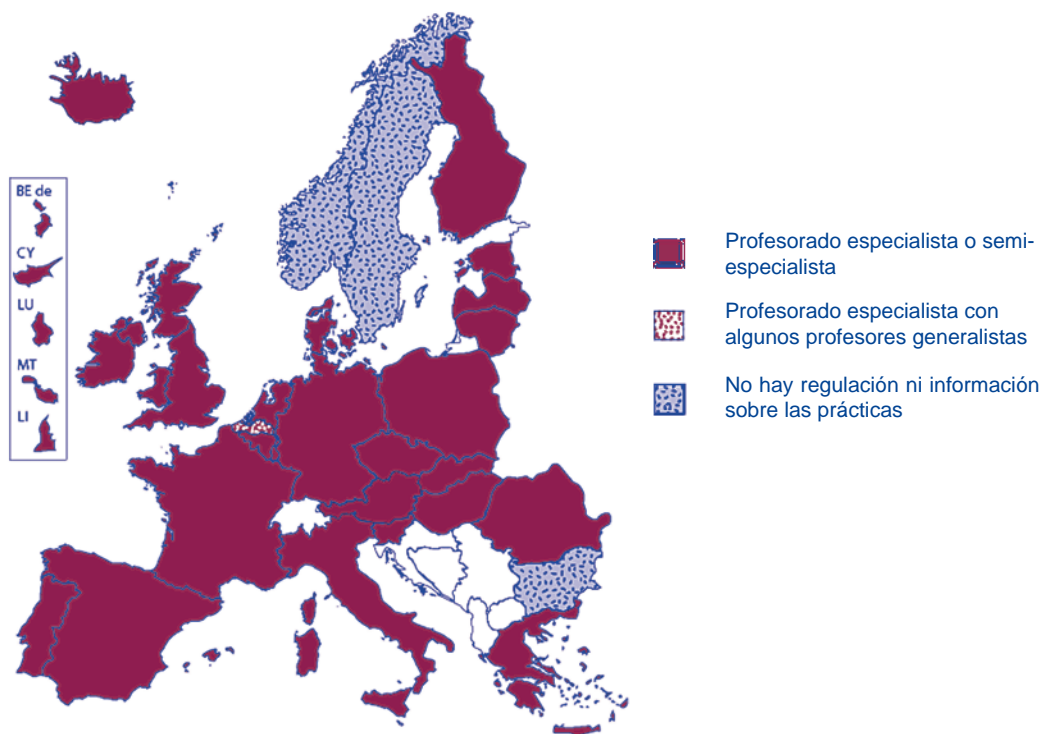 BE de
CY
LU
MT
LI
Profesorado especialista o semi-
especialista
Profesorado especialista con
algunos profesores generalistas
No hay regulación ni información
sobre las prácticas